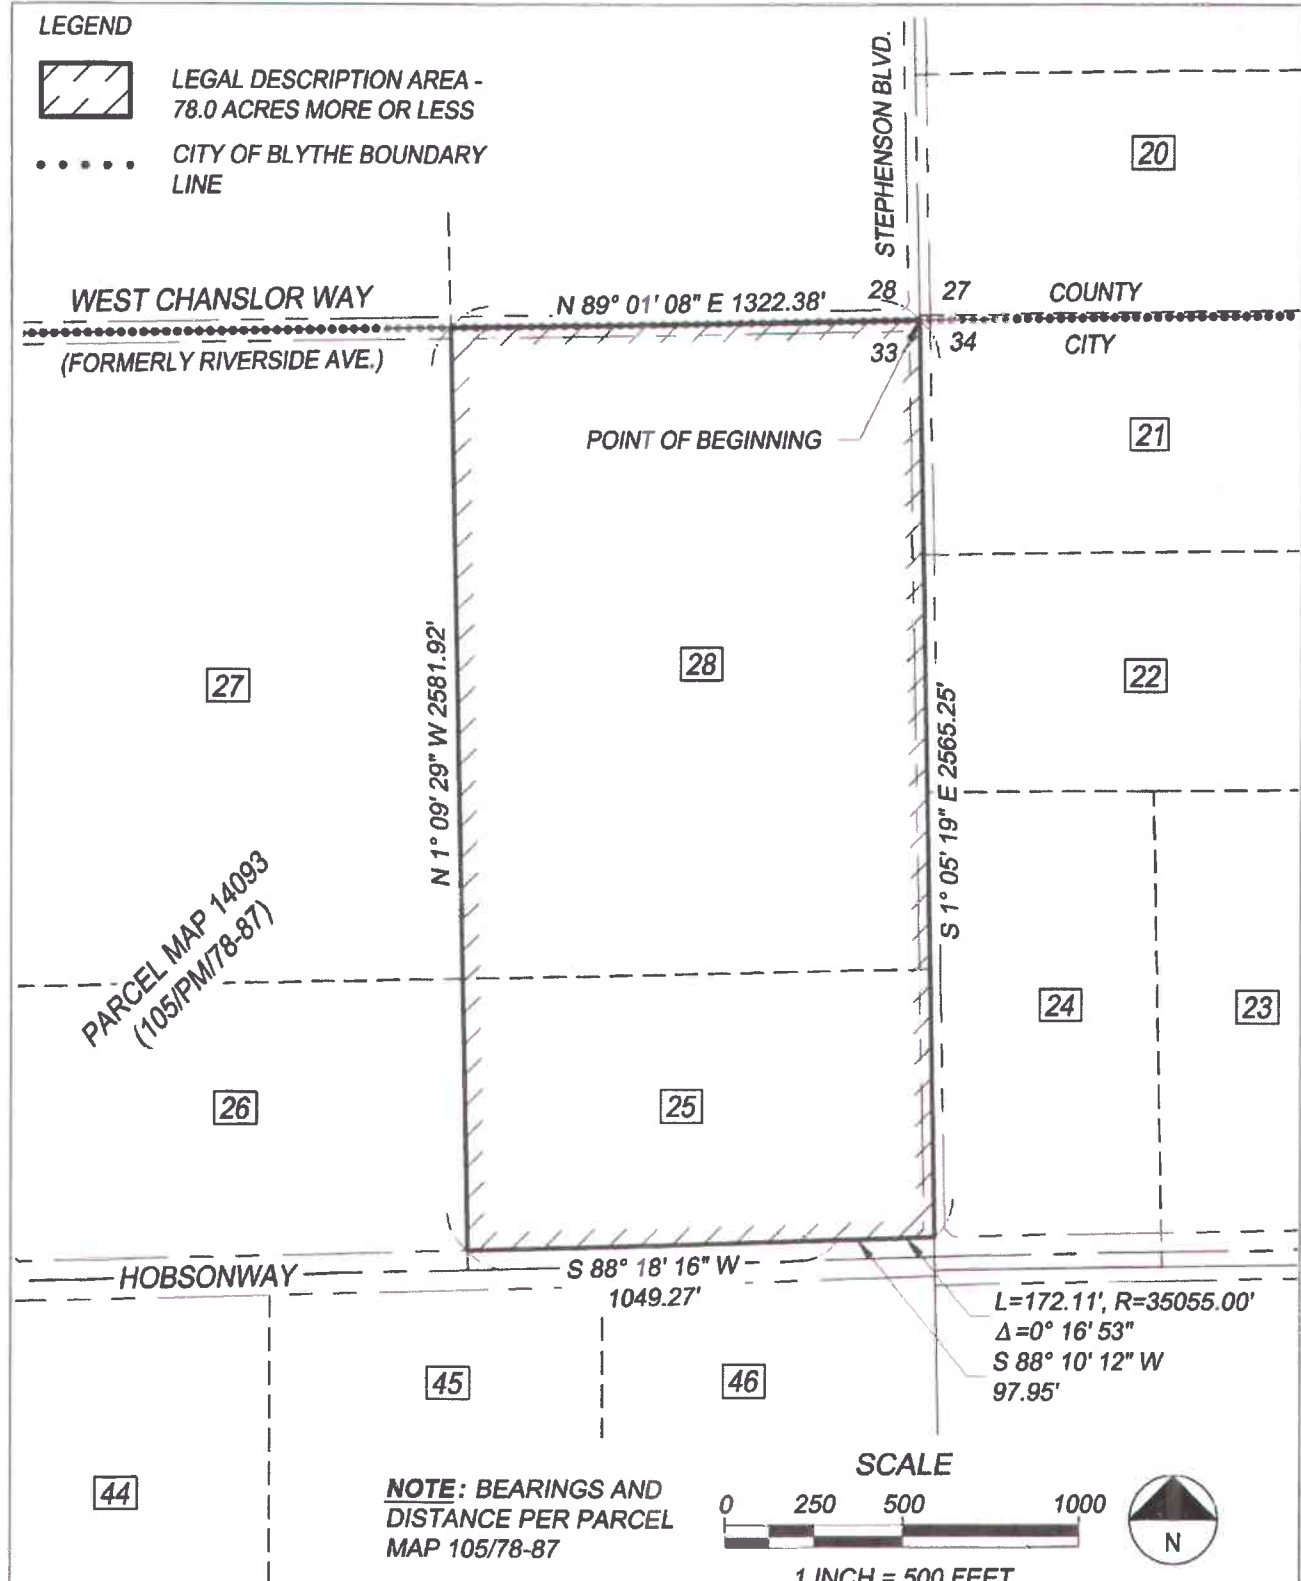 LEGEND
LEGAL DESCRIPTION AREA -
78.0 ACRES MORE OR LESS
CITY OF BLYTHE BOUNDARY
LINE
STEPHENSON BLVD.
20
WEST CHANSLOR WAY
(FORMERLY RIVERSIDE AVE.)
N 89° 01' 08" E 1322.38'
28
27
COUNTY
33
34
CITY
POINT OF BEGINNING
21
27
28
22
N 1° 09' 29" W 2581.92'
S 1° 05' 19" E 2565.25'
PARCEL MAP 14093
(105/PM/78-87)
24
23
26
25
HOBSONWAY
S 88° 18' 16" W
1049.27'
L=172.11', R=35055.00'
Δ=0° 16' 53"
S 88° 10' 12" W
97.95'
45
46
44
NOTE: BEARINGS AND
DISTANCE PER PARCEL
MAP 105/78-87
SCALE
0 250 500 1000
1 INCH = 500 FEET
N